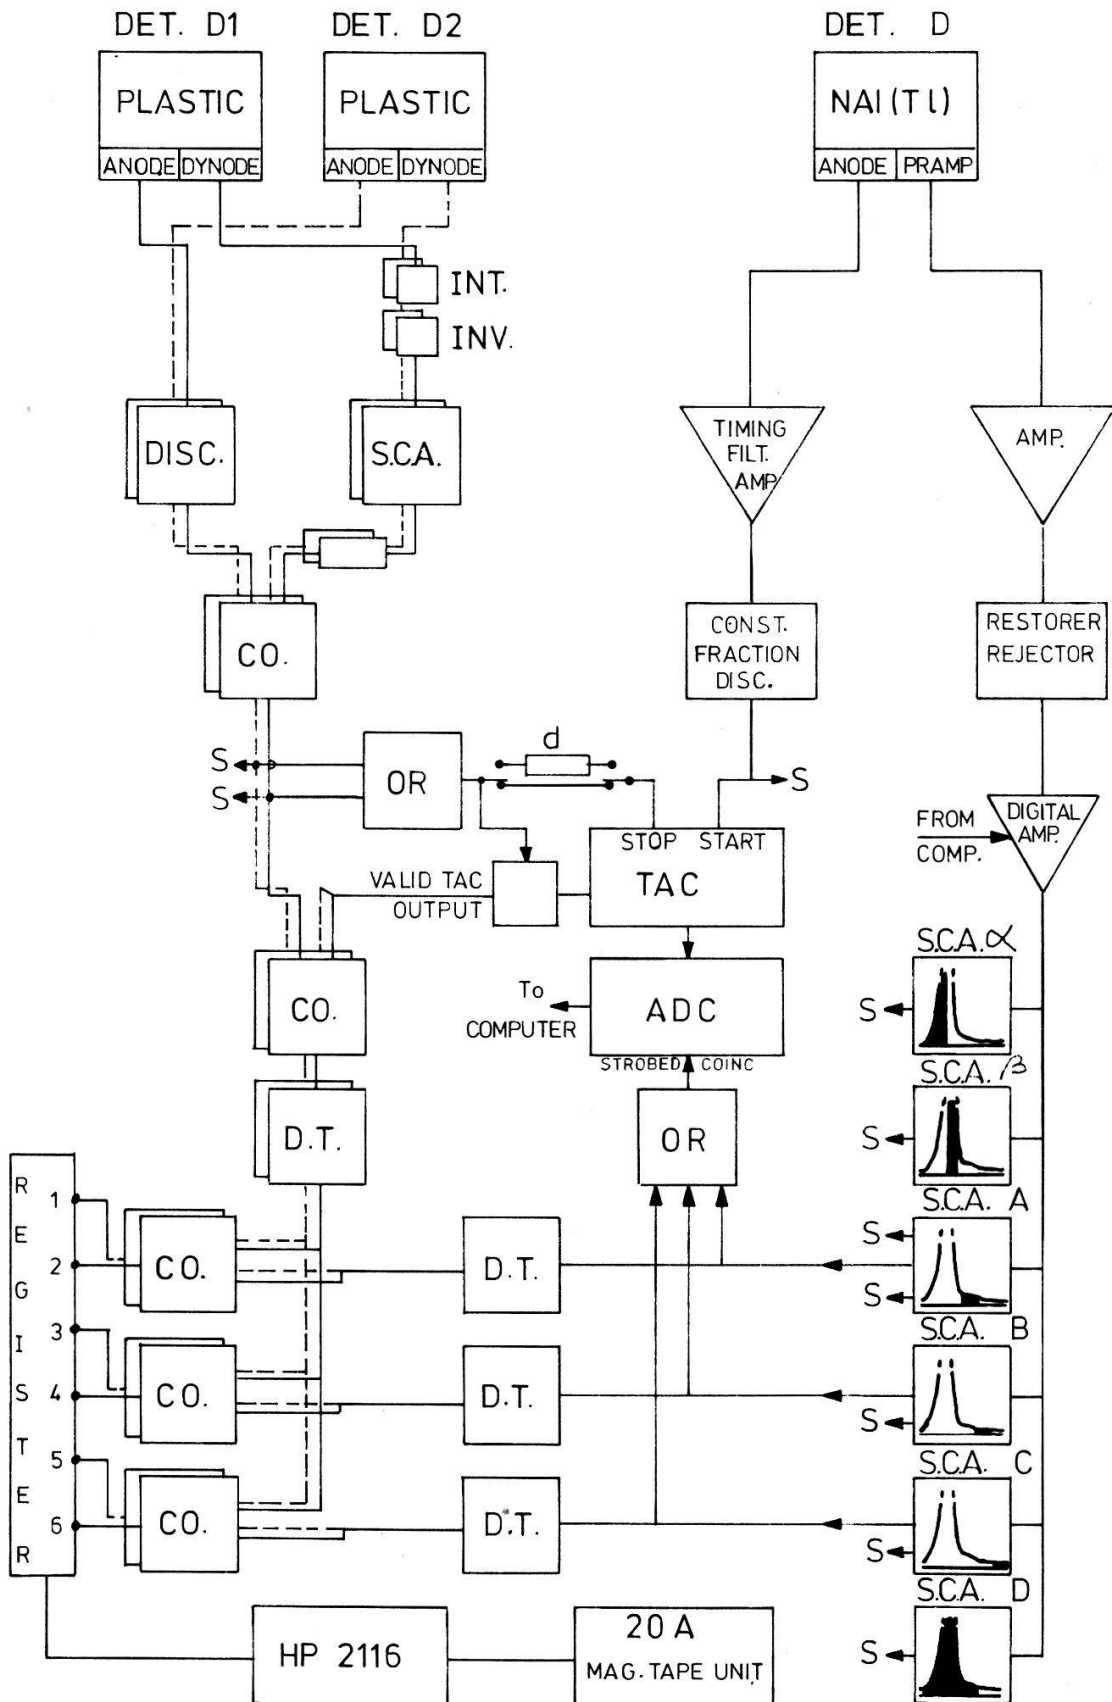 DET. D1
DET. D2
DET. D
PLASTIC
PLASTIC
NAI(Tl)
ANODE
DYNODE
ANODE
DYNODE
ANODE
PRAMP
INT.
INV.
DISC.
S.C.A.
TIMING
FILT.
AMP
AMP.
CO.
CONST.
FRACTION
DISC.
RESTORER
REJECTOR
S
S
OR
d
S
STOP START
TAC
VALID TAC
OUTPUT
FROM
COMP.
DIGITAL
AMP.
CO.
To
COMPUTER
ADC
STROBED COINC
S.C.A. α
S
S.C.A. β
S
D.T.
OR
REGISTER
1
2
3
4
5
6
CO.
D.T.
S.C.A. A
S
S
CO.
D.T.
S.C.A. B
S
CO.
D.T.
S.C.A. C
S
S.C.A. D
S
HP 2116
20 A
MAG. TAPE UNIT